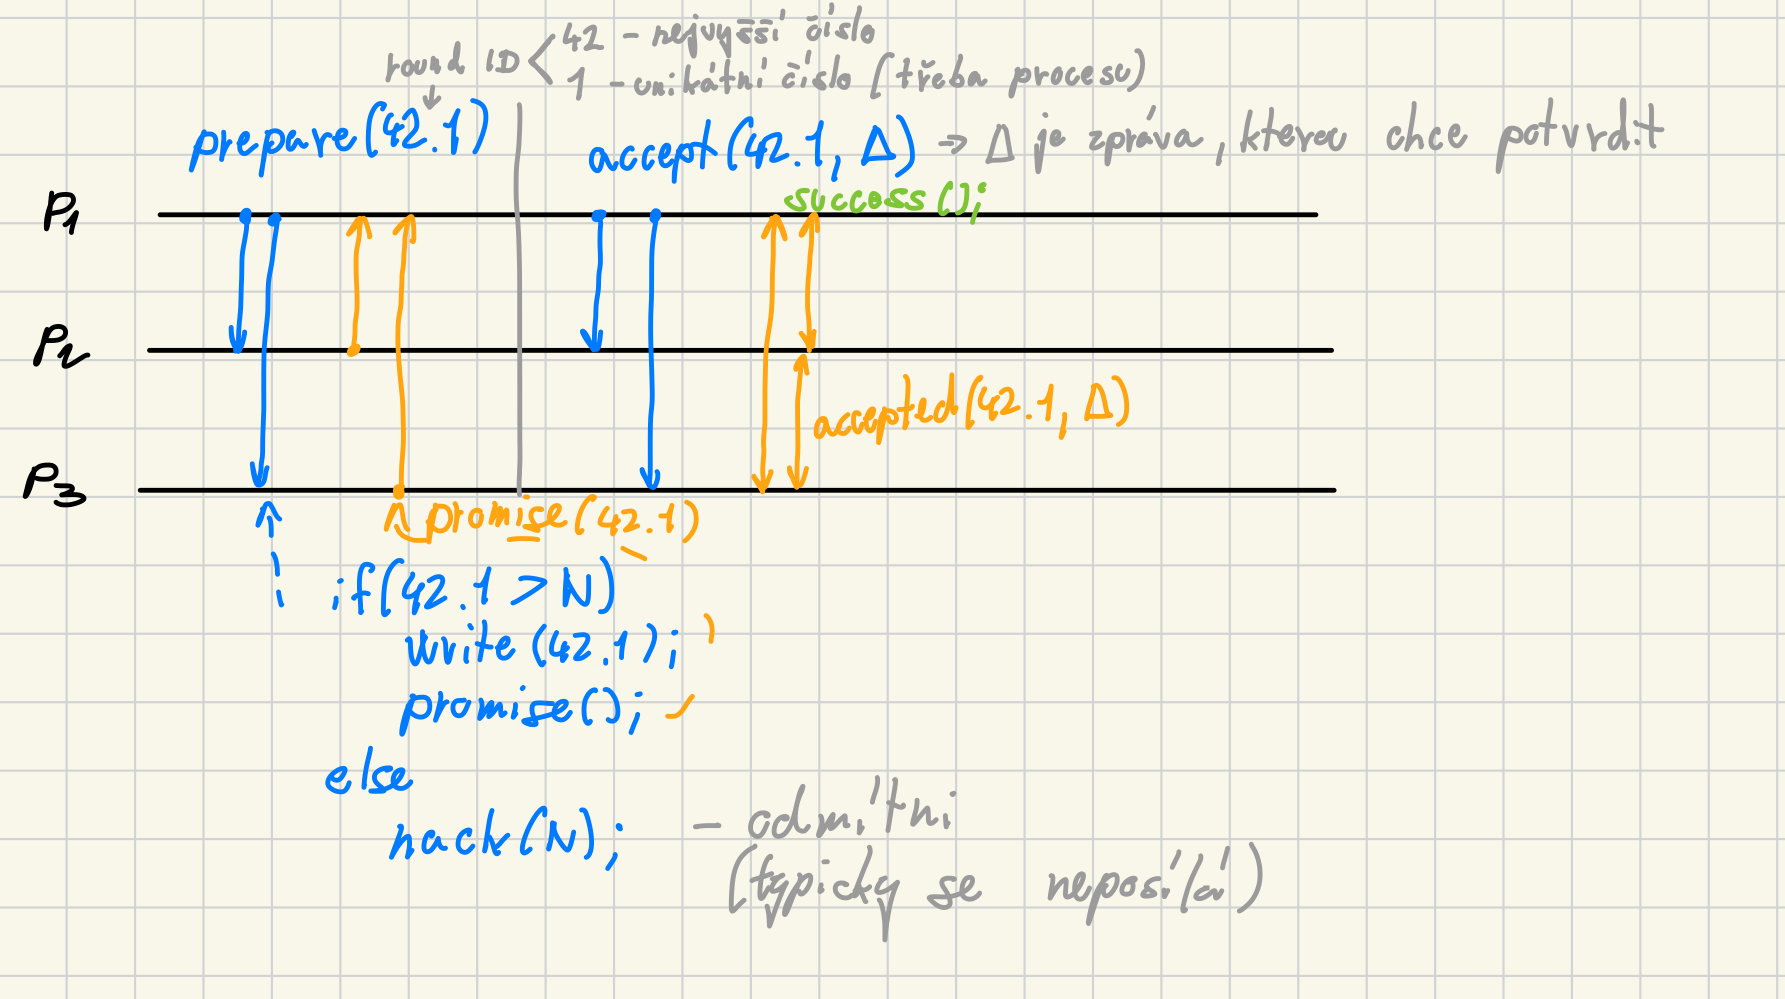 round ID < 42 - nejvyšší číslo
1 - unikátní číslo (třeba procesu)
prepare(42.1)
accept(42.1, Δ) → Δ je zpráva, kterou chce potvrdit
success();
P1
P2
accepted(42.1, Δ)
P3
promise(42.1)
if(42.1 > N)
write(42.1);
promise();
else
nack(N); - odmítni
(typicky se neposílá)